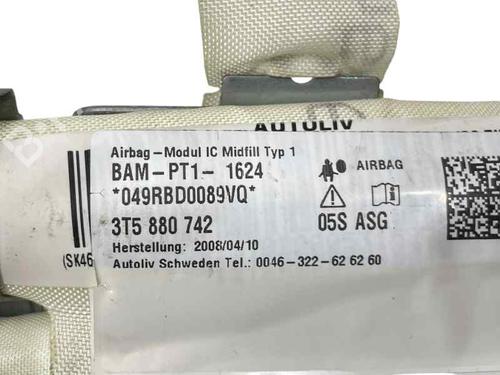 AUTOLIV
Airbag-Modul IC Midfill Typ 1
BAM-PT1- 1624
*049RBD0089VQ*
AIRBAG
3T5 880 742 05S ASG
Herstellung: 2008/04/10
(SK46
Autoliv Schweden Tel.: 0046-322-62 62 60